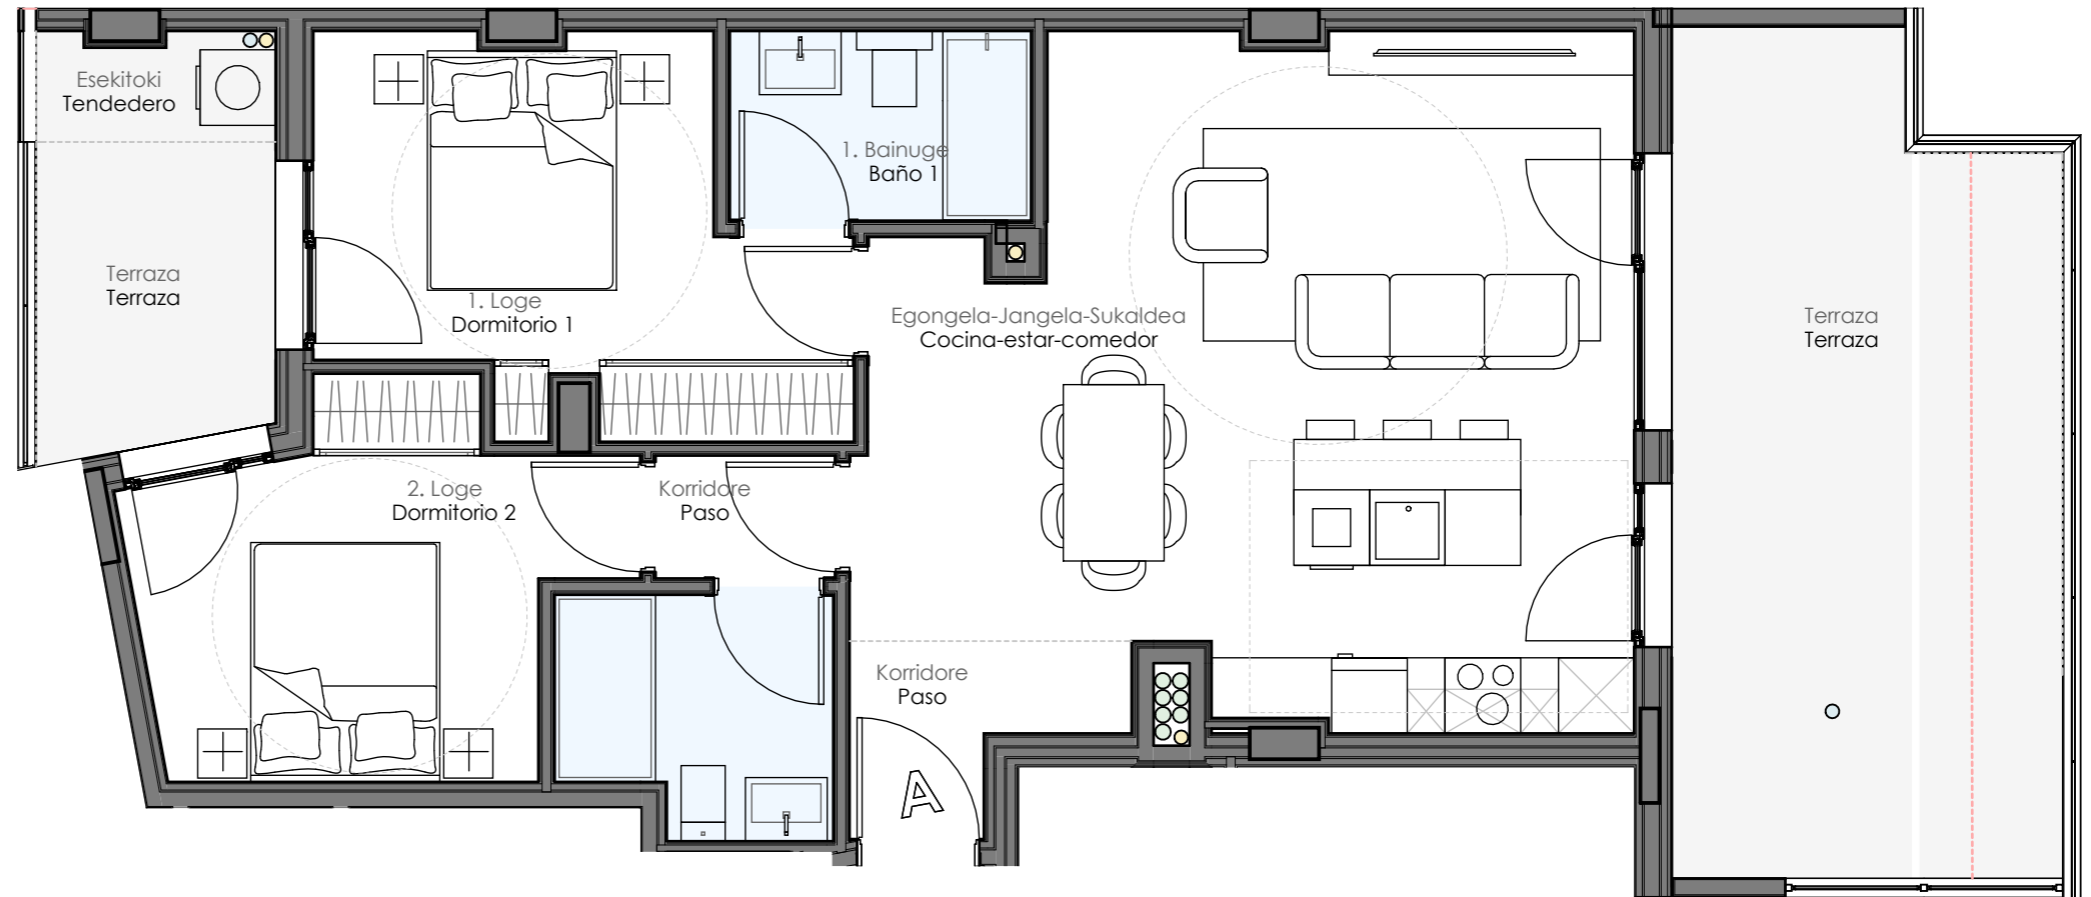 Esekitoki
Tendedero
Terraza
Terraza
1. Loge
Dormitorio 1
1. Bainuge
Baño 1
Egongela-Jangela-Sukaldea
Cocina-estar-comedor
Terraza
Terraza
2. Loge
Dormitorio 2
Korridore
Paso
Korridore
Paso
A